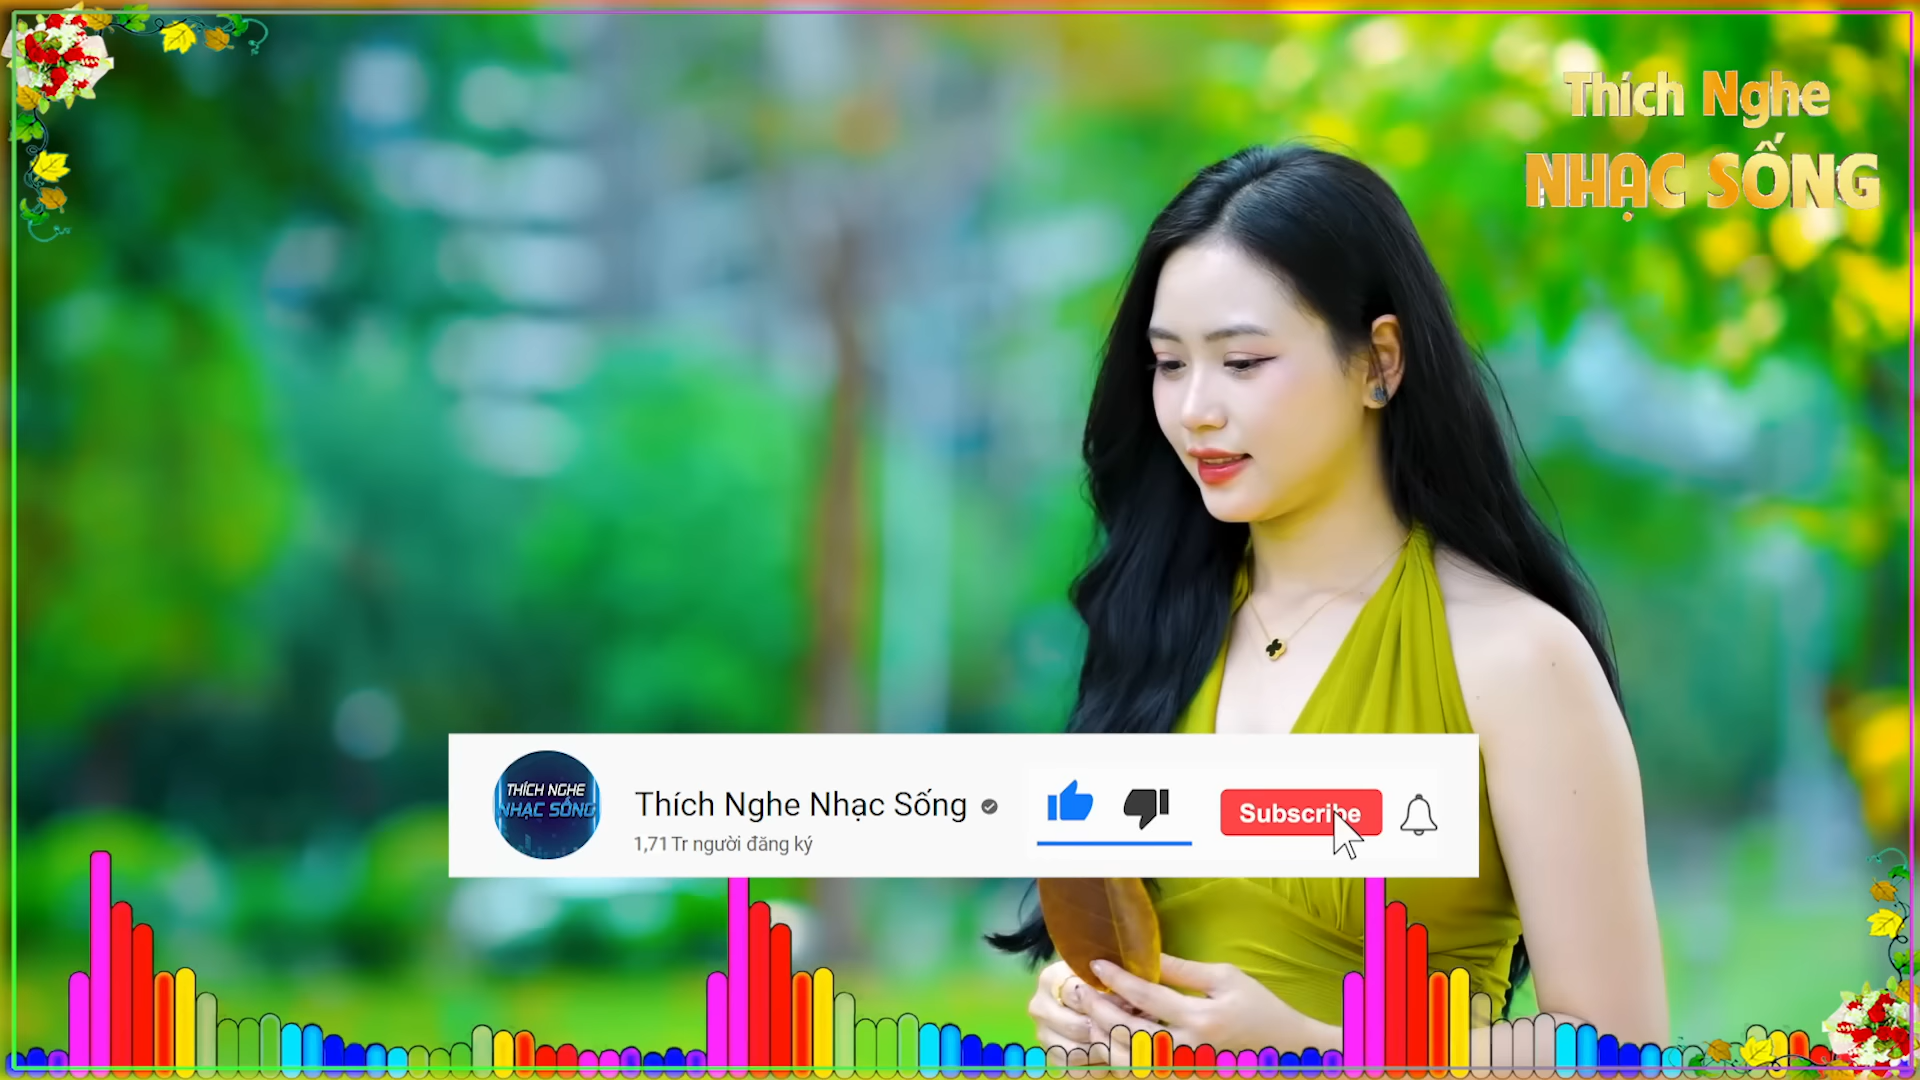 Thích Nghe
NHẠC SỐNG
THÍCH NGHE
NHẠC SỐNG
Thích Nghe Nhạc Sống
1,71 Tr người đăng ký
Subscribe